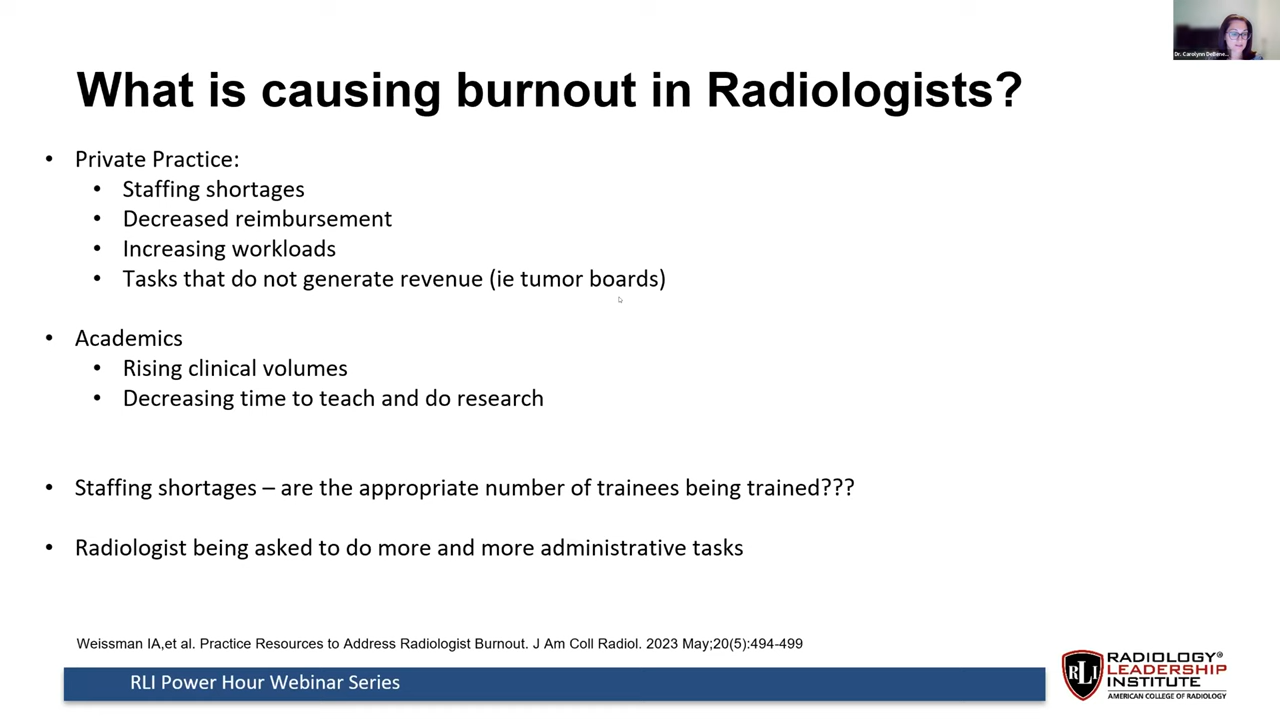 Dr. Carolynn DeBene...
What is causing burnout in Radiologists?
• Private Practice:
• Staffing shortages
• Decreased reimbursement
• Increasing workloads
• Tasks that do not generate revenue (ie tumor boards)
• Academics
• Rising clinical volumes
• Decreasing time to teach and do research
• Staffing shortages – are the appropriate number of trainees being trained???
• Radiologist being asked to do more and more administrative tasks
Weissman IA,et al. Practice Resources to Address Radiologist Burnout. J Am Coll Radiol. 2023 May;20(5):494-499
RLI Power Hour Webinar Series
RLI
RADIOLOGY®
LEADERSHIP
INSTITUTE
AMERICAN COLLEGE OF RADIOLOGY